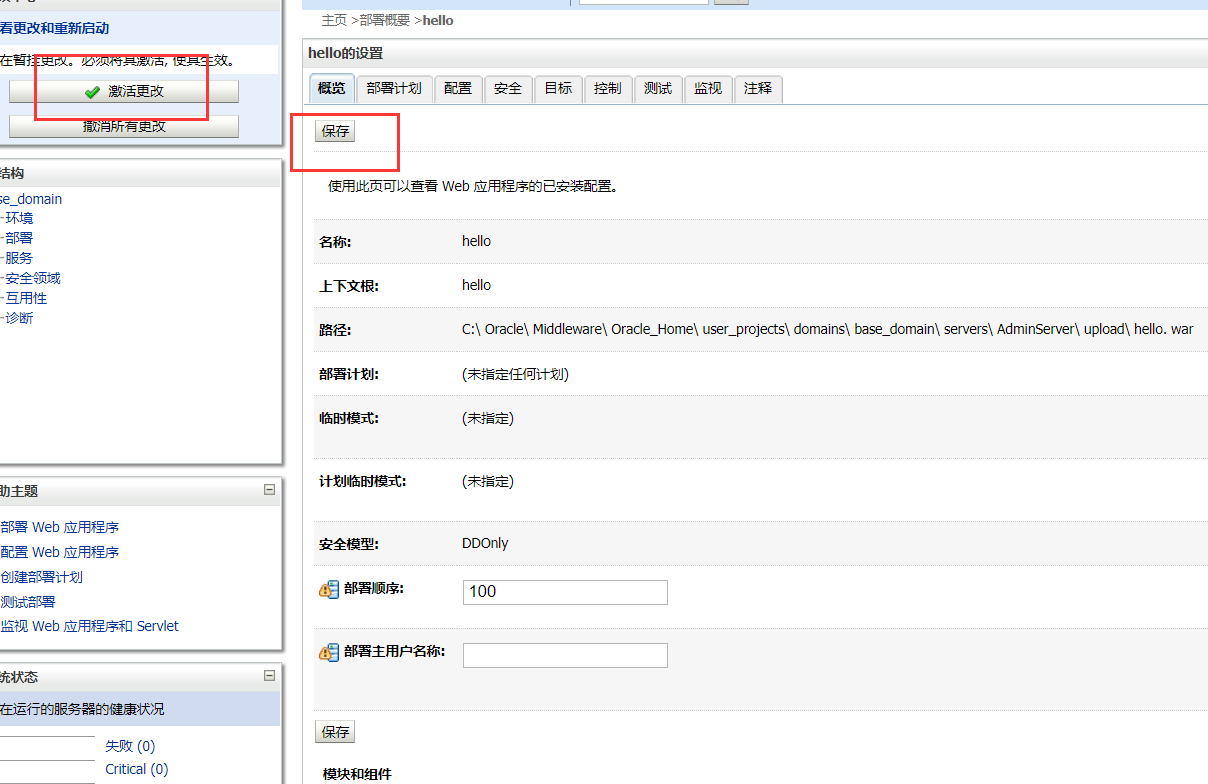 看更改和重新启动
在暂挂更改。必须将其激活, 使其生效。
激活更改
撤消所有更改
结构
se_domain
环境
部署
服务
安全领域
互用性
诊断
助主题
部署 Web 应用程序
配置 Web 应用程序
创建部署计划
测试部署
监视 Web 应用程序和 Servlet
统状态
在运行的服务器的健康状况
失败 (0)
Critical (0)
主页 >部署概要 >hello
hello的设置
概览 部署计划 配置 安全 目标 控制 测试 监视 注释
保存
使用此页可以查看 Web 应用程序的已安装配置。
名称: hello
上下文根: hello
路径: C:\ Oracle\ Middleware\ Oracle_Home\ user_projects\ domains\ base_domain\ servers\ AdminServer\ upload\ hello. war
部署计划: (未指定任何计划)
临时模式: (未指定)
计划临时模式: (未指定)
安全模型: DDOnly
部署顺序: 100
部署主用户名称:
保存
模块和组件